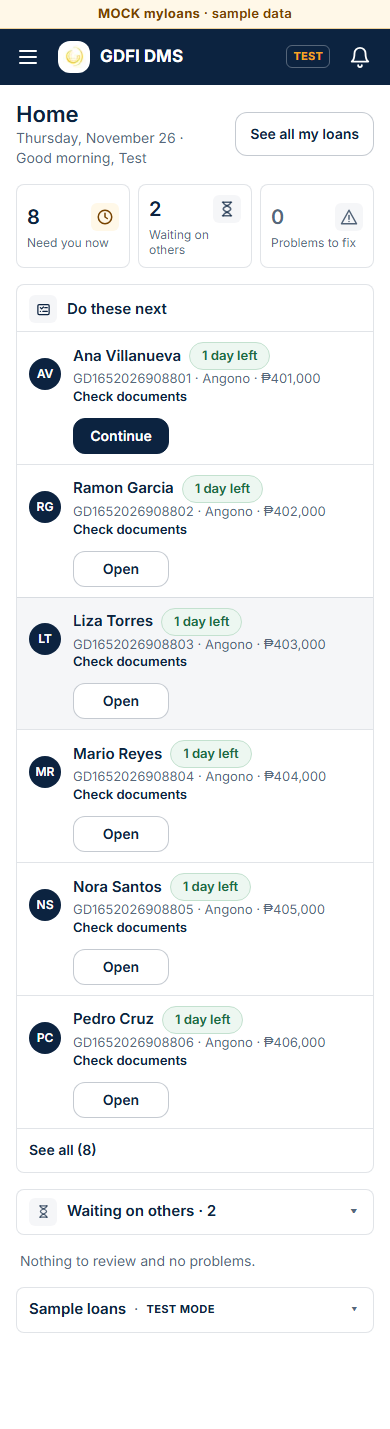 MOCK myloans · sample data
GDFI DMS
TEST
Home
Thursday, November 26 ·
Good morning, Test
See all my loans
8
Need you now
2
Waiting on
others
0
Problems to fix
Do these next
AV
Ana Villanueva
1 day left
GD1652026908801 · Angono · ₱401,000
Check documents
Continue
RG
Ramon Garcia
1 day left
GD1652026908802 · Angono · ₱402,000
Check documents
Open
LT
Liza Torres
1 day left
GD1652026908803 · Angono · ₱403,000
Check documents
Open
MR
Mario Reyes
1 day left
GD1652026908804 · Angono · ₱404,000
Check documents
Open
NS
Nora Santos
1 day left
GD1652026908805 · Angono · ₱405,000
Check documents
Open
PC
Pedro Cruz
1 day left
GD1652026908806 · Angono · ₱406,000
Check documents
Open
See all (8)
Waiting on others · 2
Nothing to review and no problems.
Sample loans · TEST MODE